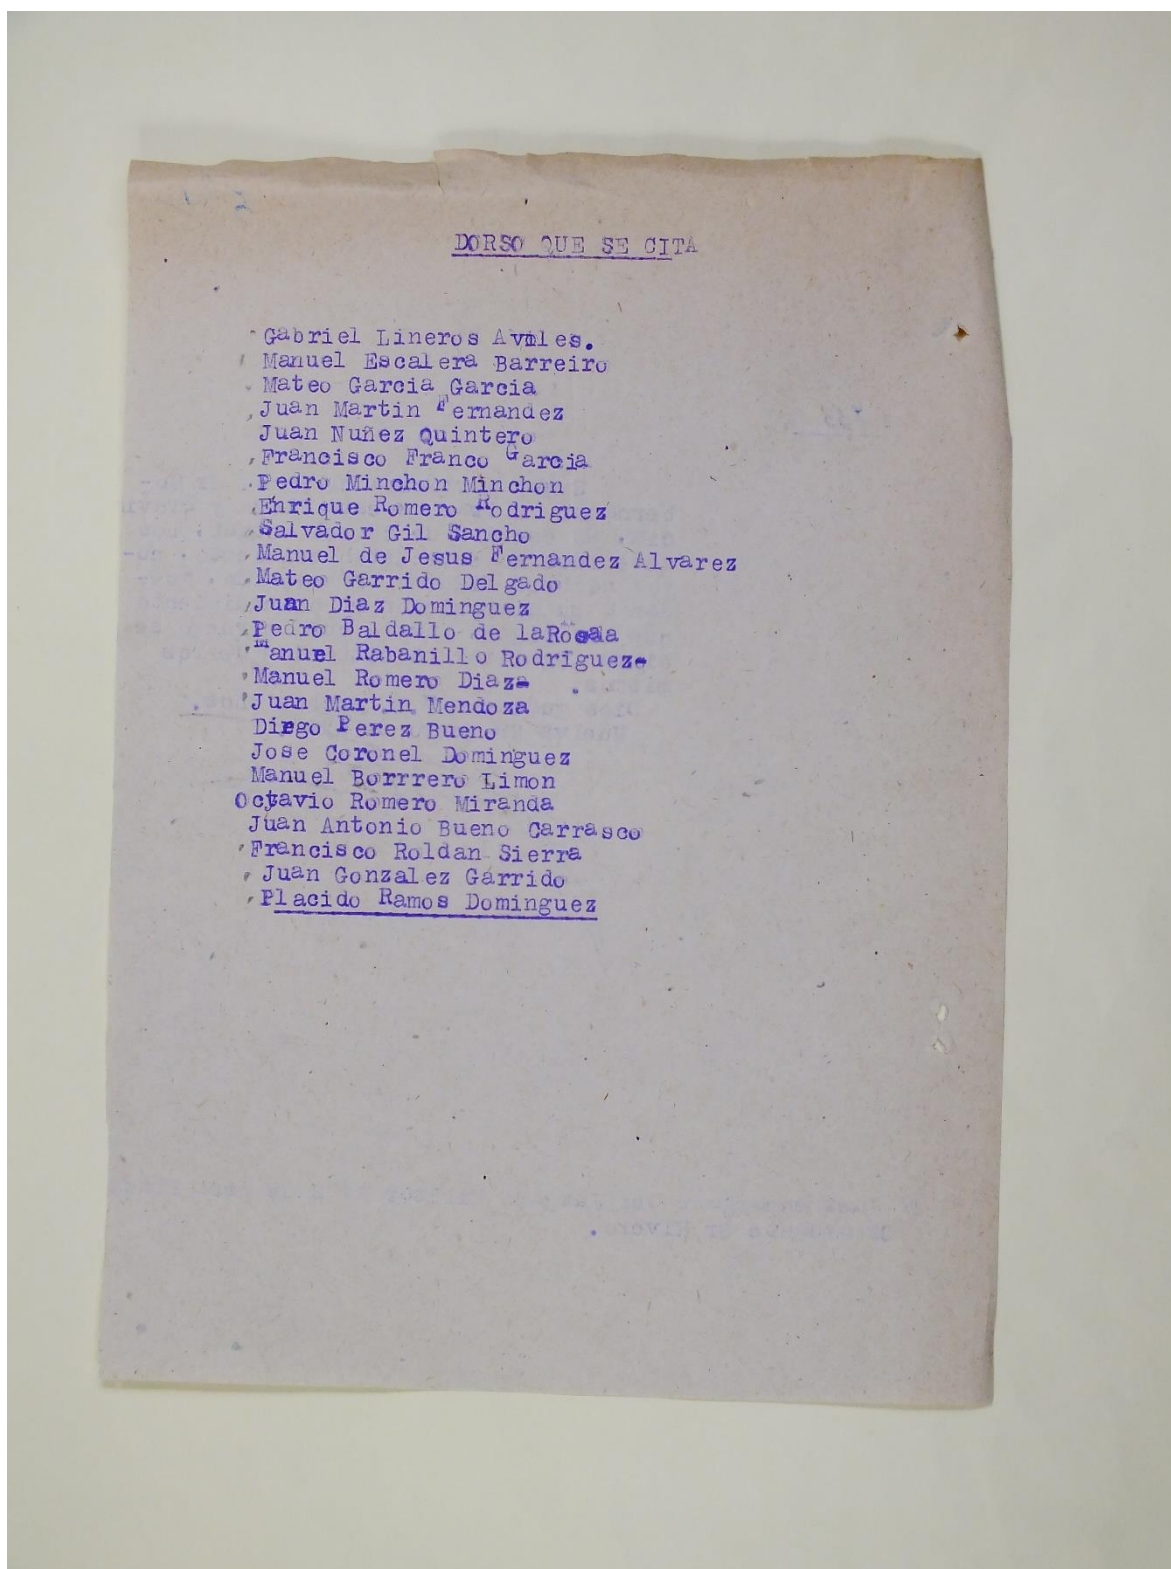 DORSO QUE SE CITA
Gabriel Lineros Aviles.
Manuel Escalera Barreiro
Mateo Garcia Garcia
Juan Martin Fernandez
Juan Nuñez Quintero
Francisco Franco Garcia
Pedro Minchon Minchon
Enrique Romero Rodriguez
Salvador Gil Sancho
Manuel de Jesus Fernandez Alvarez
Mateo Garrido Delgado
Juan Diaz Dominguez
Pedro Baldallo de la
Manuel Rabanillo Rodriguez
Manuel Romero Diaz
Juan Martin Mendoza
Diego Perez Bueno
Jose Coronel Dominguez
Manuel Borrrero Limon
Octavio Romero Miranda
Juan Antonio Bueno Carrasco
Francisco Roldan Sierra
Juan Gonzalez Garrido
Placido Ramos Dominguez